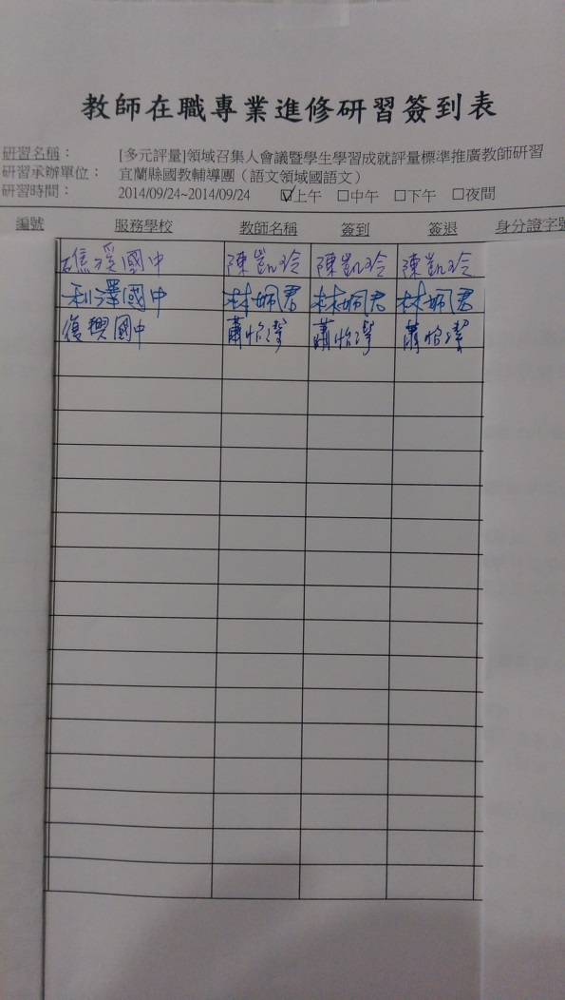 教師在職專業進修研習簽到表
研習名稱： [多元評量]領域召集人會議暨學生學習成就評量標準推廣教師研習
研習承辦單位： 宜蘭縣國教輔導團（語文領域國語文）
研習時間： 2014/09/24~2014/09/24 ☑上午 □中午 □下午 □夜間
編號 服務學校 教師名稱 簽到 簽退 身分證字號
礁溪國中 陳凱玲 陳凱玲 陳凱玲
利澤國中 林姵君 林姵君 林姵君
復興國中 蕭怡潔 蕭怡潔 蕭怡潔